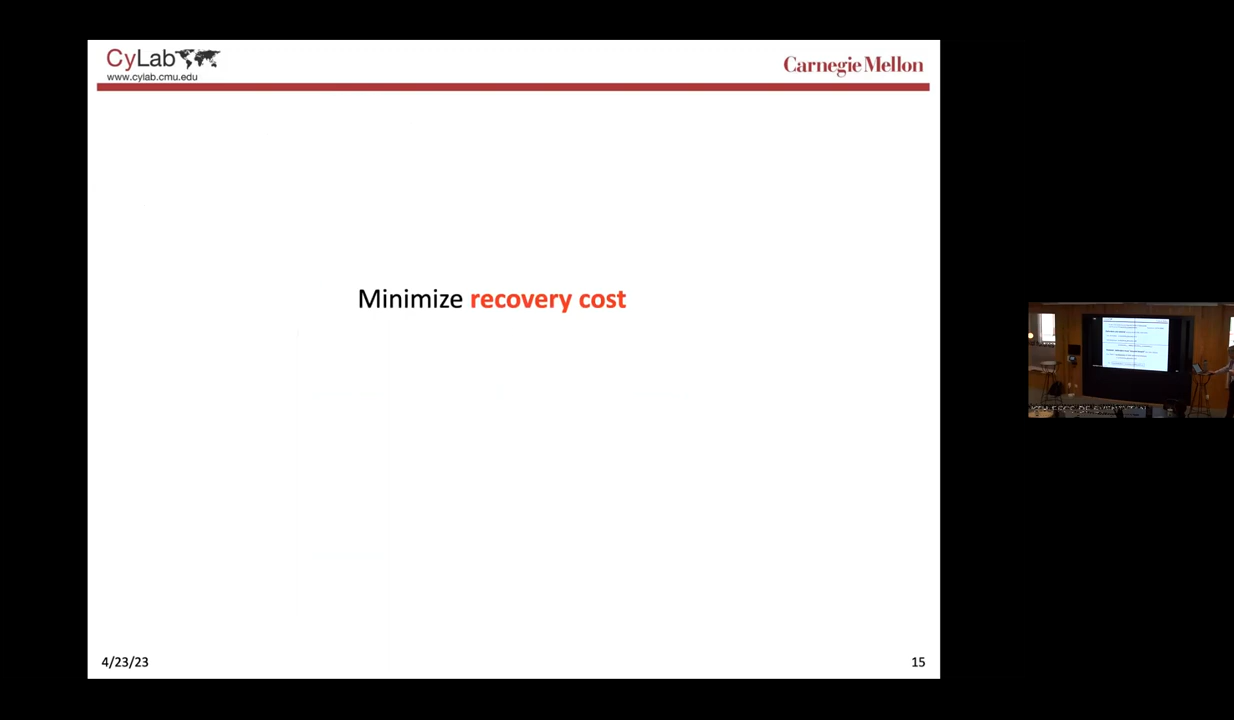 CyLab
www.cylab.cmu.edu
Carnegie Mellon
Minimize recovery cost
4/23/23
15